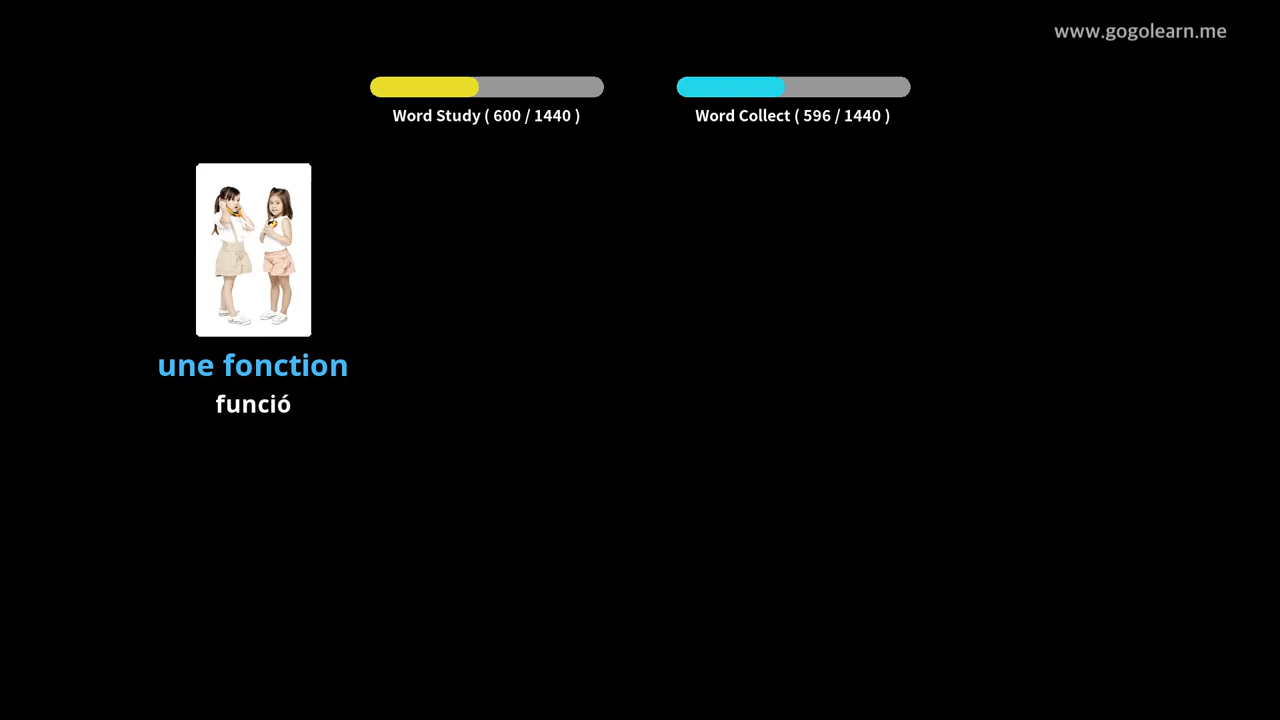 www.gogolearn.me
Word Study ( 600 / 1440 )
Word Collect ( 596 / 1440 )
une fonction
funció